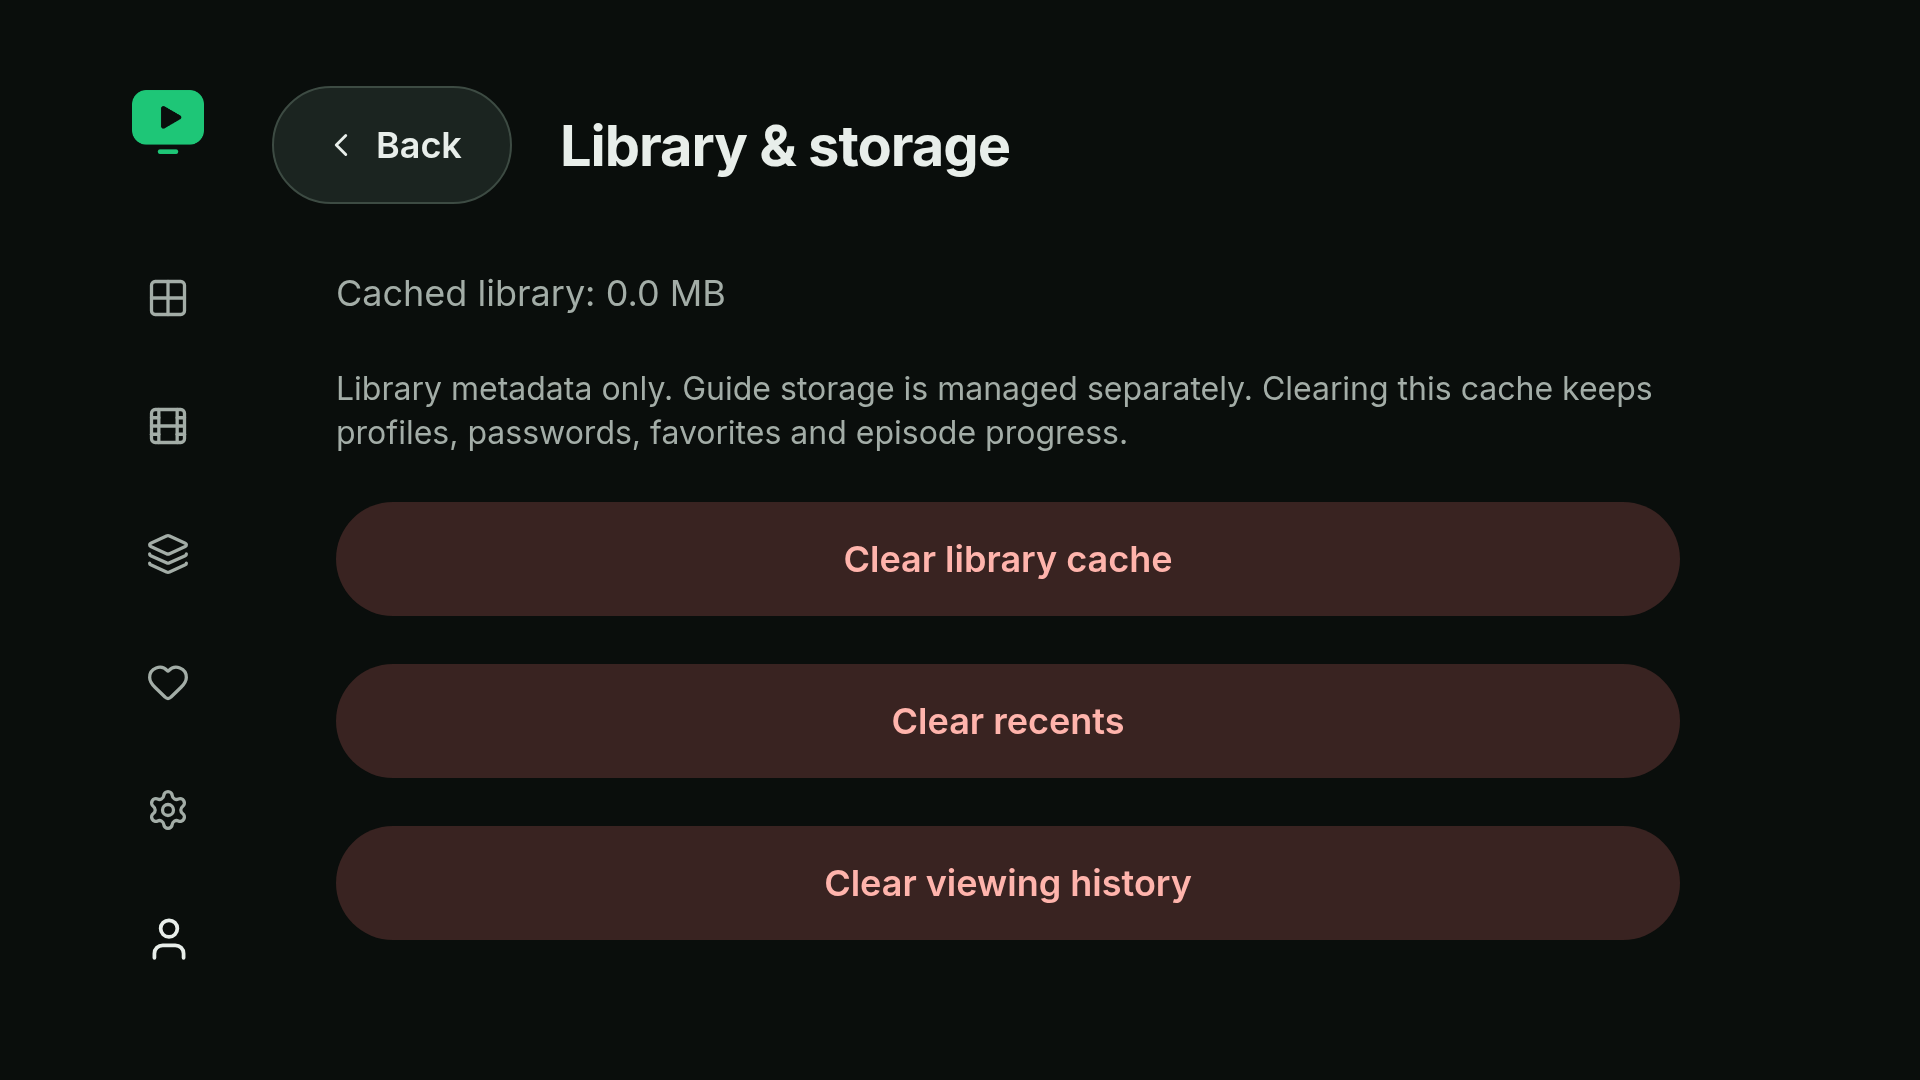 Back
Library & storage
Cached library: 0.0 MB
Library metadata only. Guide storage is managed separately. Clearing this cache keeps
profiles, passwords, favorites and episode progress.
Clear library cache
Clear recents
Clear viewing history